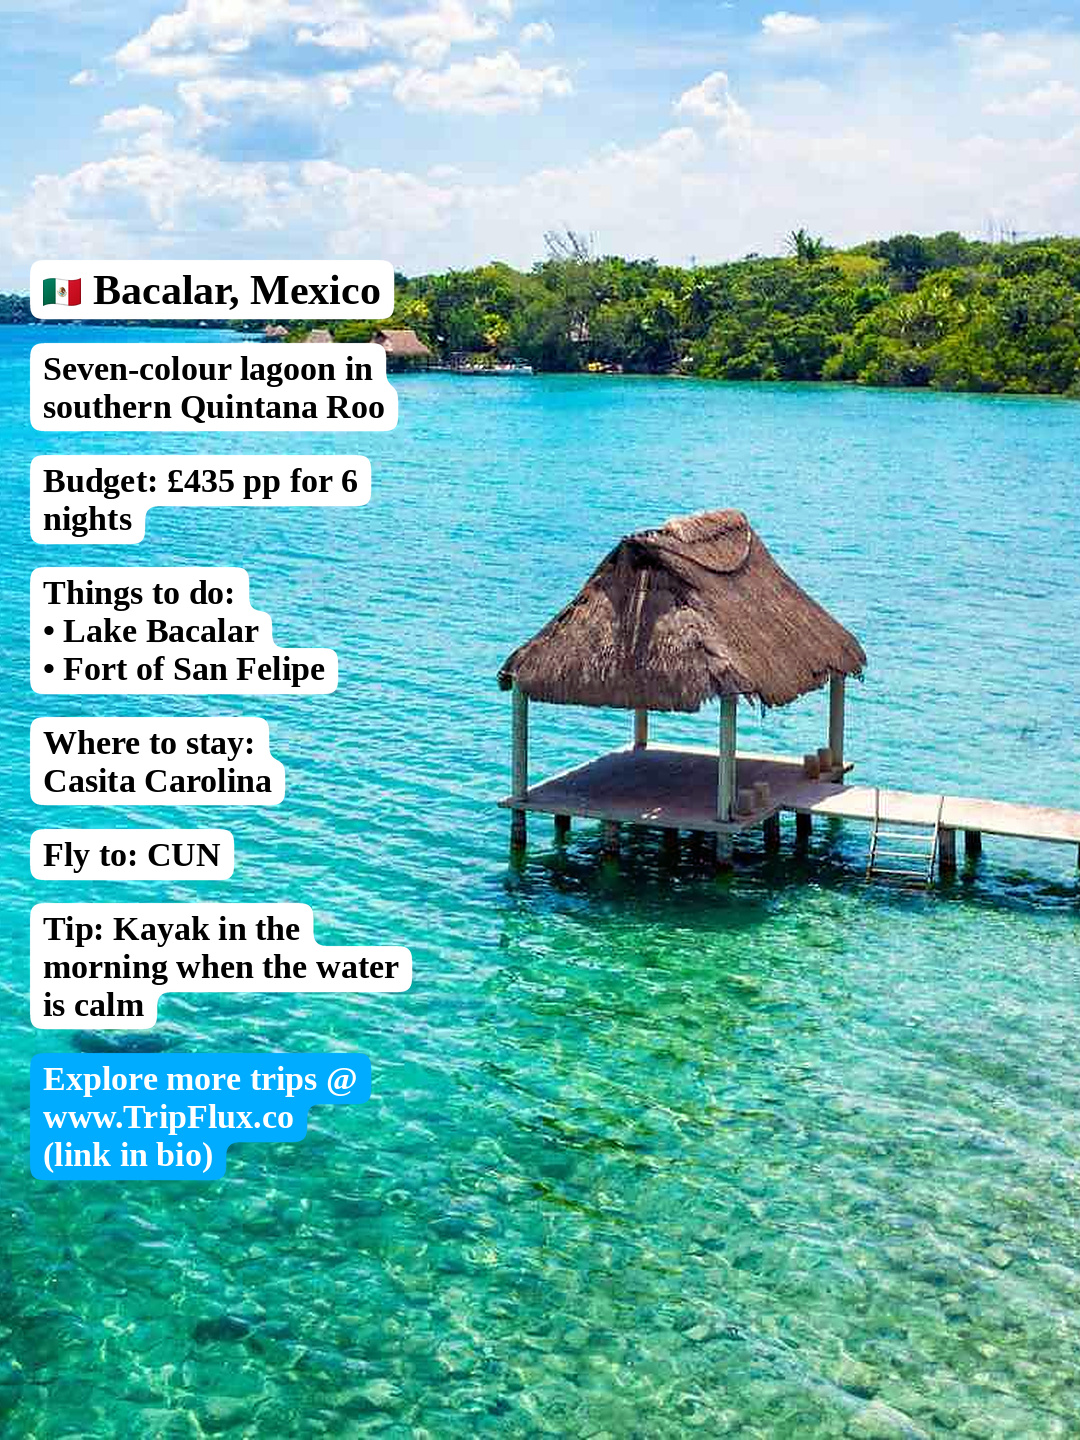 🇲🇽 Bacalar, Mexico
Seven-colour lagoon in
southern Quintana Roo
Budget: £435 pp for 6
nights
Things to do:
• Lake Bacalar
• Fort of San Felipe
Where to stay:
Casita Carolina
Fly to: CUN
Tip: Kayak in the
morning when the water
is calm
Explore more trips @
www.TripFlux.co
(link in bio)